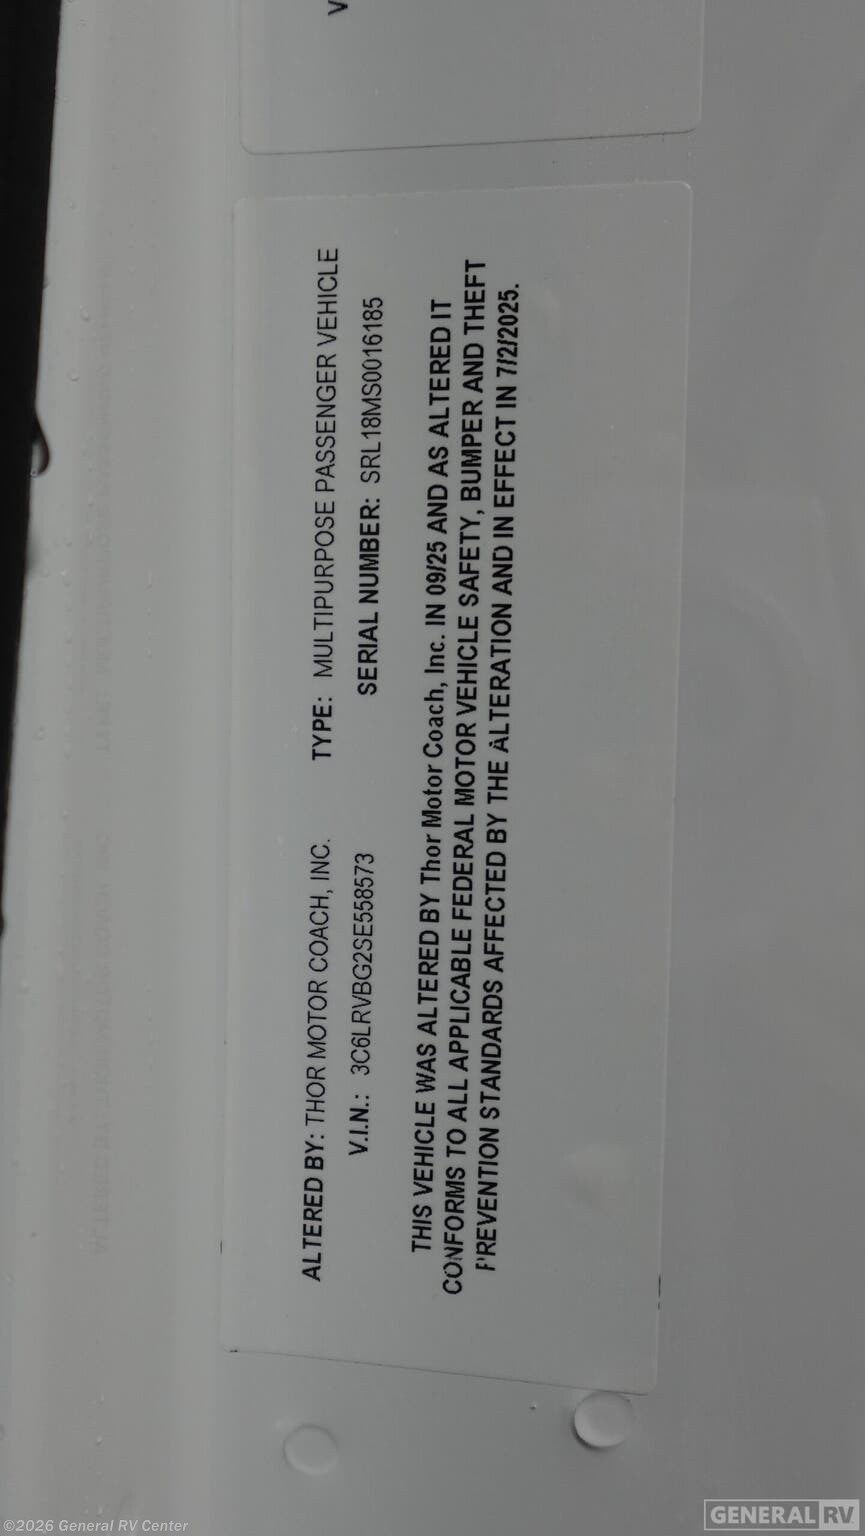 V
ALTERED BY: THOR MOTOR COACH, INC. TYPE: MULTIPURPOSE PASSENGER VEHICLE
V.I.N.: 3C6LRVBG2SE558573 SERIAL NUMBER: SRL18MS0016185
THIS VEHICLE WAS ALTERED BY Thor Motor Coach, Inc. IN 09/25 AND AS ALTERED IT
CONFORMS TO ALL APPLICABLE FEDERAL MOTOR VEHICLE SAFETY, BUMPER AND THEFT
PREVENTION STANDARDS AFFECTED BY THE ALTERATION AND IN EFFECT IN 7/2/2025.
©2026 General RV Center
GENERAL RV